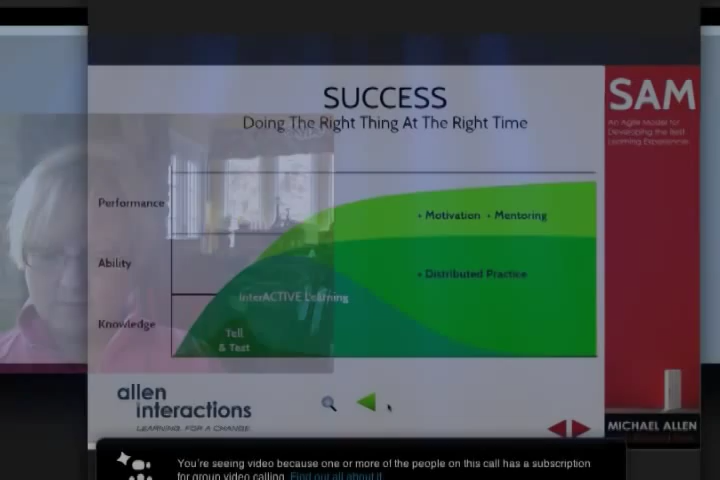 SUCCESS
Doing The Right Thing At The Right Time
SAM
An Agile Model for
Developing the Best
Learning Experiences
Performance
• Motivation • Mentoring
Ability
• Distributed Practice
InterACTIVE Learning
Knowledge
Tell
& Test
allen
interactions
LEARNING. FOR A CHANGE.
MICHAEL ALLEN
You're seeing video because one or more of the people on this call has a subscription
for group video calling. Find out all about it